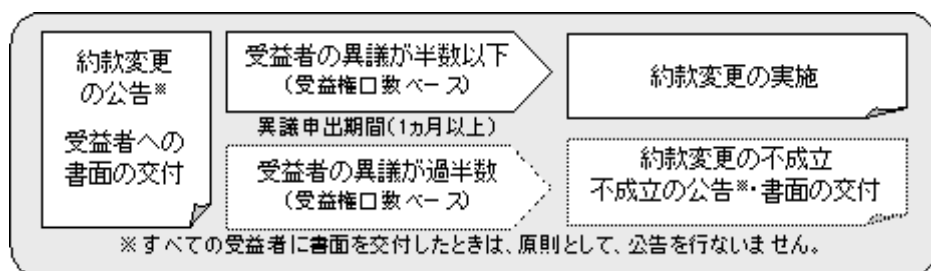 約款変更
の公告※
受益者への
書面の交付
受益者の異議が半数以下
(受益権口数ベース)
異議申出期間(1ヵ月以上)
受益者の異議が過半数
(受益権口数ベース)
約款変更の実施
約款変更の不成立
不成立の公告※・書面の交付
※すべての受益者に書面を交付したときは、原則として、公告を行ないません。